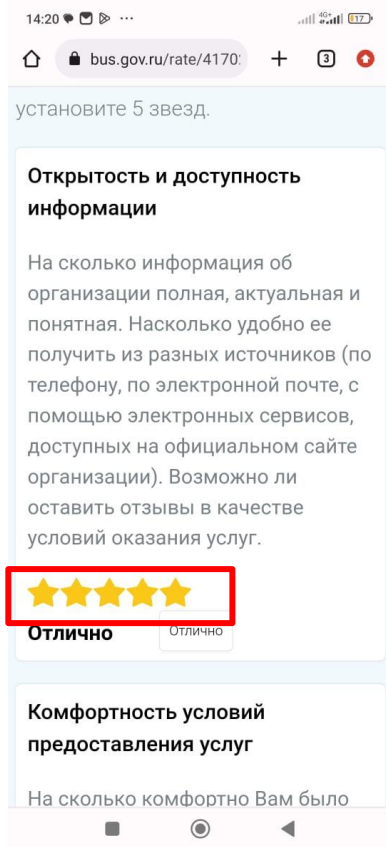 14:20
4G+
17
bus.gov.ru/rate/4170
3
установите 5 звезд.
Открытость и доступность
информации
На сколько информация об
организации полная, актуальная и
понятная. Насколько удобно ее
получить из разных источников (по
телефону, по электронной почте, с
помощью электронных сервисов,
доступных на официальном сайте
организации). Возможно ли
оставить отзывы в качестве
условий оказания услуг.
Отлично
Отлично
Комфортность условий
предоставления услуг
На сколько комфортно Вам было